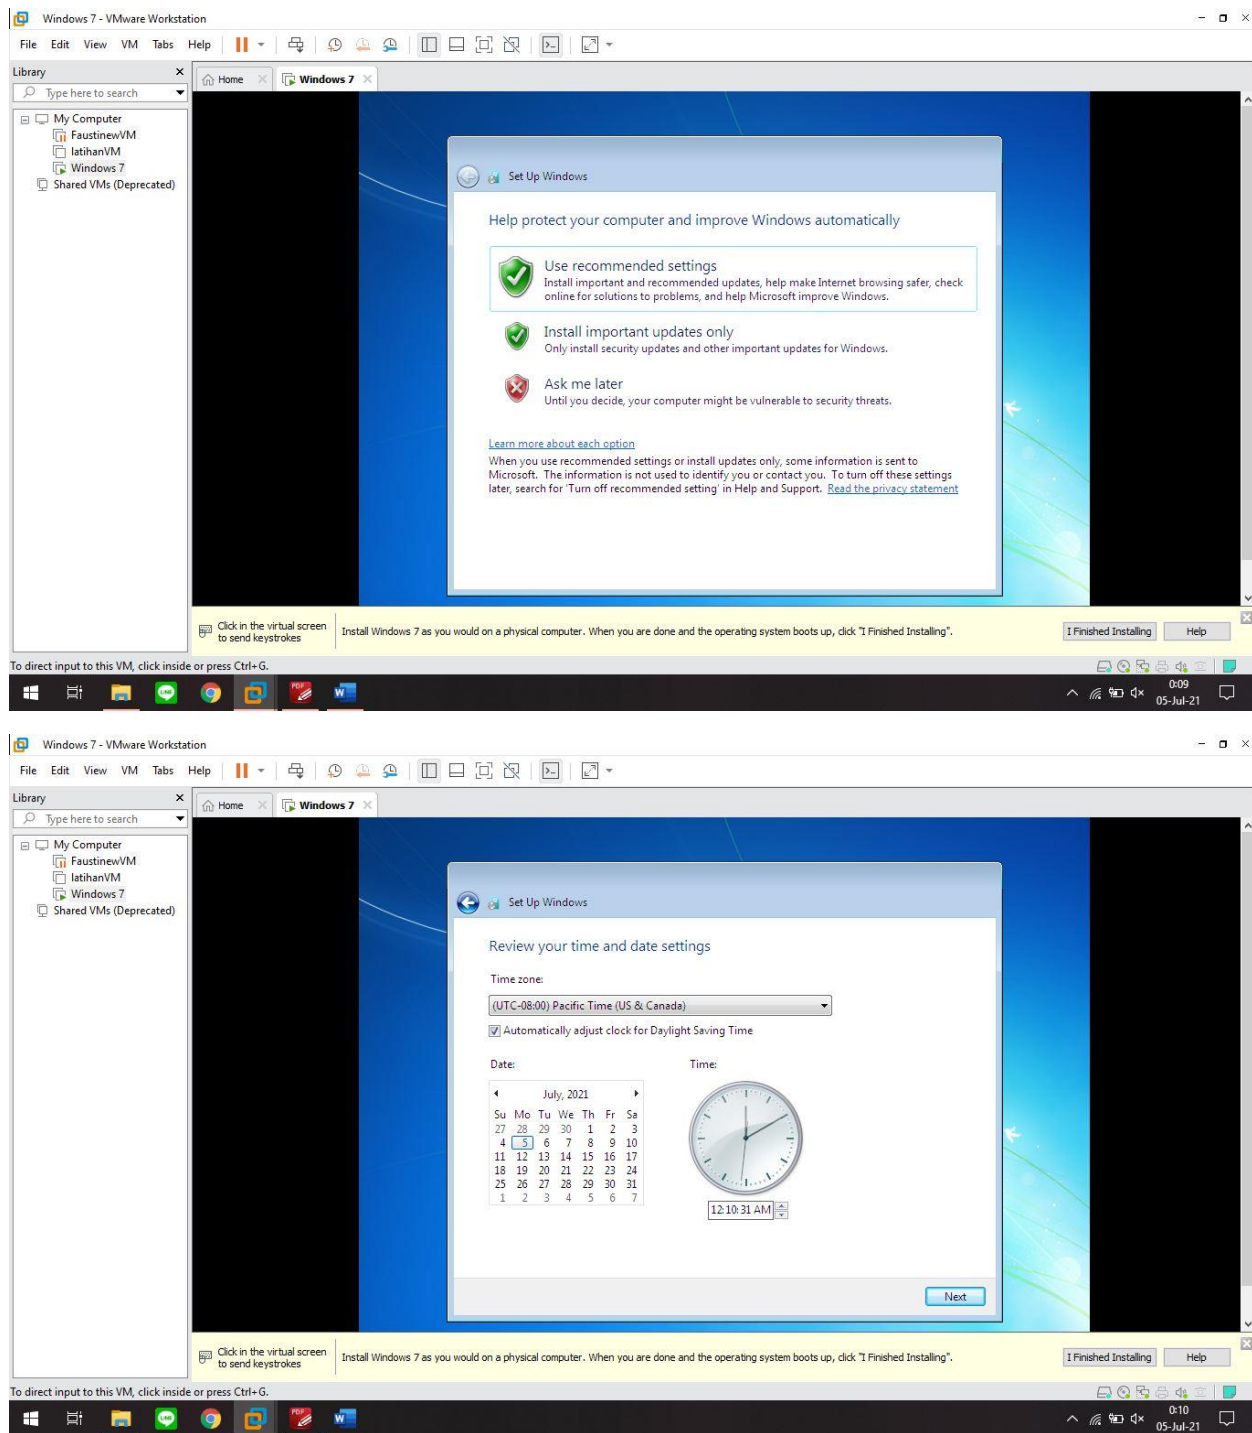 Windows 7 - VMware Workstation
File Edit View VM Tabs Help
Library
Type here to search
Home
Windows 7
My Computer
FaustinewVM
latihanVM
Windows 7
Shared VMs (Deprecated)
Set Up Windows
Help protect your computer and improve Windows automatically
Use recommended settings
Install important and recommended updates, help make Internet browsing safer, check
online for solutions to problems, and help Microsoft improve Windows.
Install important updates only
Only install security updates and other important updates for Windows.
Ask me later
Until you decide, your computer might be vulnerable to security threats.
Learn more about each option
When you use recommended settings or install updates only, some information is sent to
Microsoft. The information is not used to identify you or contact you. To turn off these settings
later, search for 'Turn off recommended setting' in Help and Support. Read the privacy statement
Click in the virtual screen
to send keystrokes
Install Windows 7 as you would on a physical computer. When you are done and the operating system boots up, click "I Finished Installing".
I Finished Installing
Help
To direct input to this VM, click inside or press Ctrl+G.
LINE
PDF
W
0:09
05-Jul-21
Windows 7 - VMware Workstation
File Edit View VM Tabs Help
Library
Type here to search
Home
Windows 7
My Computer
FaustinewVM
latihanVM
Windows 7
Shared VMs (Deprecated)
Set Up Windows
Review your time and date settings
Time zone:
(UTC-08:00) Pacific Time (US & Canada)
Automatically adjust clock for Daylight Saving Time
Date:
Time:
July, 2021
Su Mo Tu We Th Fr Sa
27 28 29 30 1 2 3
4 5 6 7 8 9 10
11 12 13 14 15 16 17
18 19 20 21 22 23 24
25 26 27 28 29 30 31
1 2 3 4 5 6 7
12:10:31 AM
Next
Click in the virtual screen
to send keystrokes
Install Windows 7 as you would on a physical computer. When you are done and the operating system boots up, click "I Finished Installing".
I Finished Installing
Help
To direct input to this VM, click inside or press Ctrl+G.
LINE
PDF
W
0:10
05-Jul-21